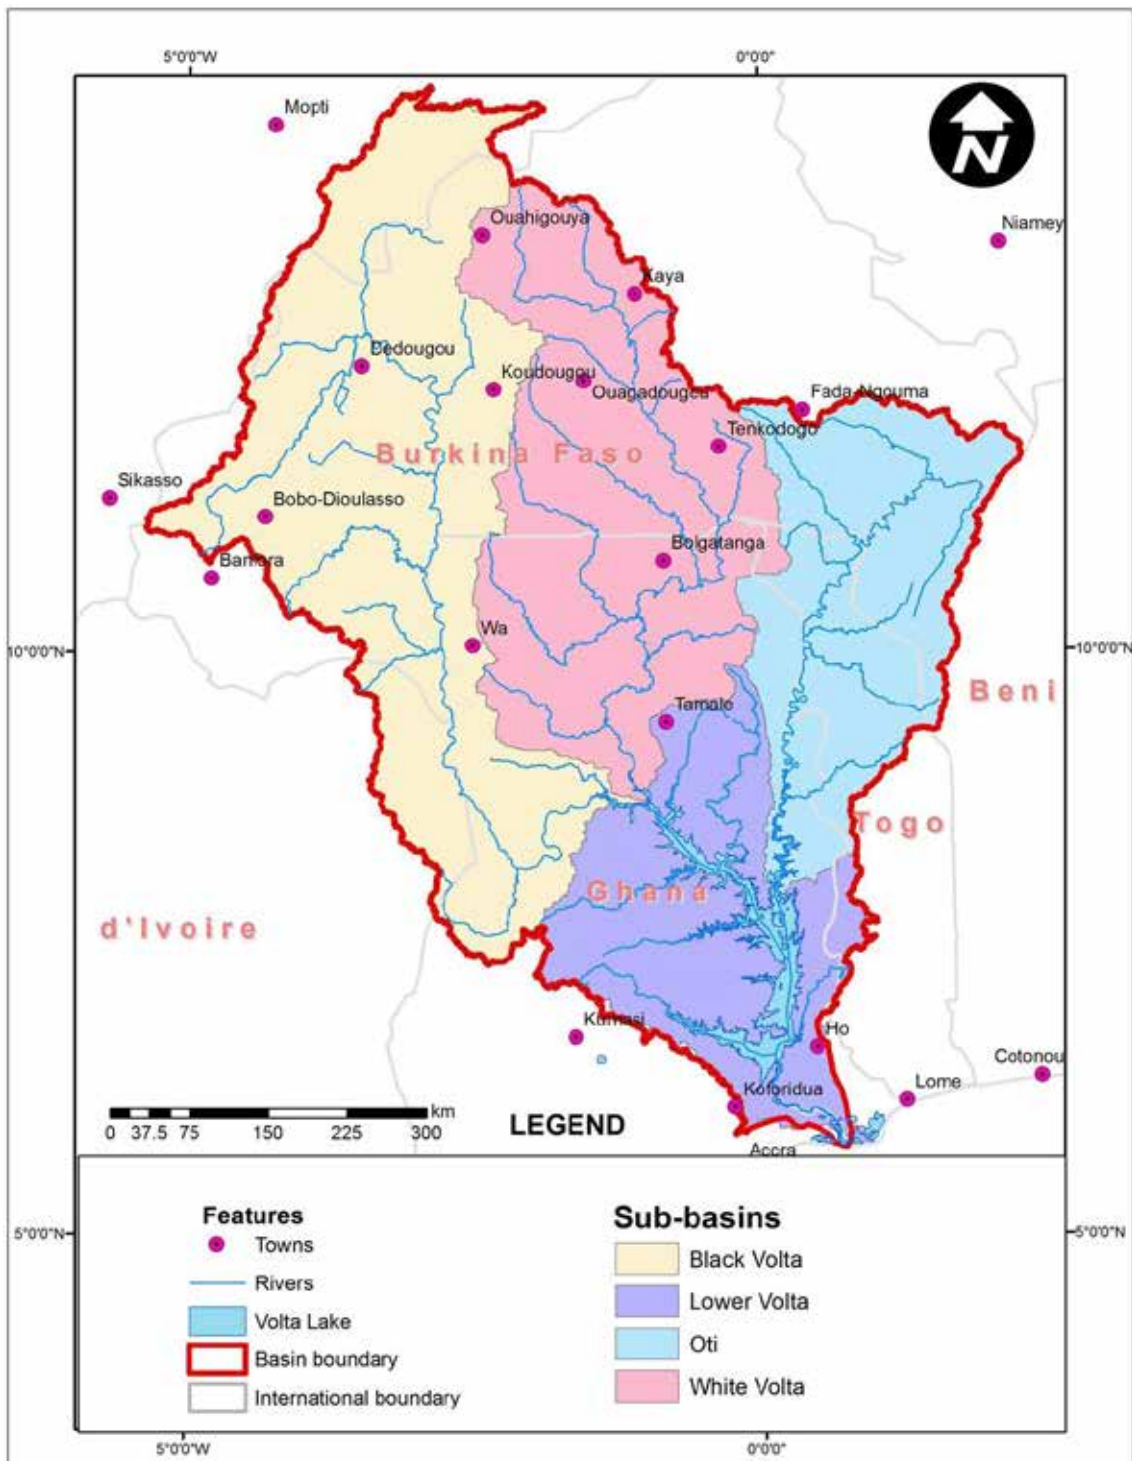 5°0'0"W
0°0'0"
Mopti
N
Ouahigouya
Niamey
Kaya
Dedougou
Koudougou
Ouagadougou
Fada-Ngouma
Tenkodogo
Burkina Faso
Sikasso
Bobo-Dioulasso
Bolgatanga
Banfora
Wa
10°0'0"N
10°0'0"N
Beni
Tamale
Togo
Ghana
d'Ivoire
Kumasi
Ho
Cotonou
Lome
Koforidua
km
0 37.5 75 150 225 300
LEGEND
Accra
5°0'0"N
5°0'0"N
Features
Towns
Rivers
Volta Lake
Basin boundary
International boundary
Sub-basins
Black Volta
Lower Volta
Oti
White Volta
5°0'0"W
0°0'0"